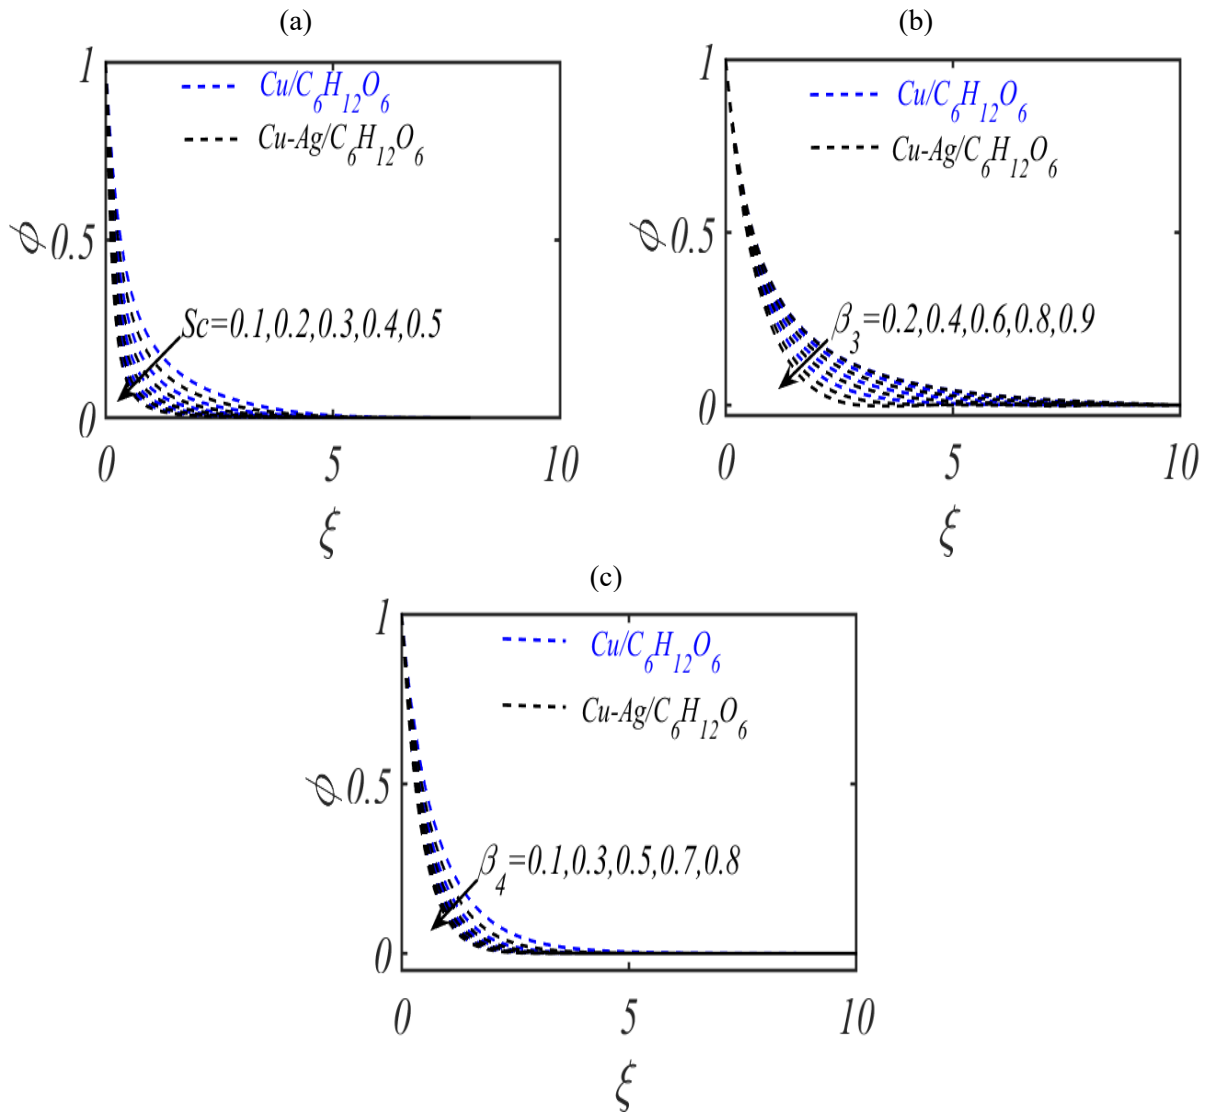 (a)
1
Cu/C₆H₁₂O₆
Cu-Ag/C₆H₁₂O₆
ϕ
0.5
Sc=0.1,0.2,0.3,0.4,0.5
0
0 5 10
ξ
(b)
1
Cu/C₆H₁₂O₆
Cu-Ag/C₆H₁₂O₆
ϕ
0.5
β₃=0.2,0.4,0.6,0.8,0.9
0
0 5 10
ξ
(c)
1
Cu/C₆H₁₂O₆
Cu-Ag/C₆H₁₂O₆
ϕ
0.5
β₄=0.1,0.3,0.5,0.7,0.8
0
0 5 10
ξ